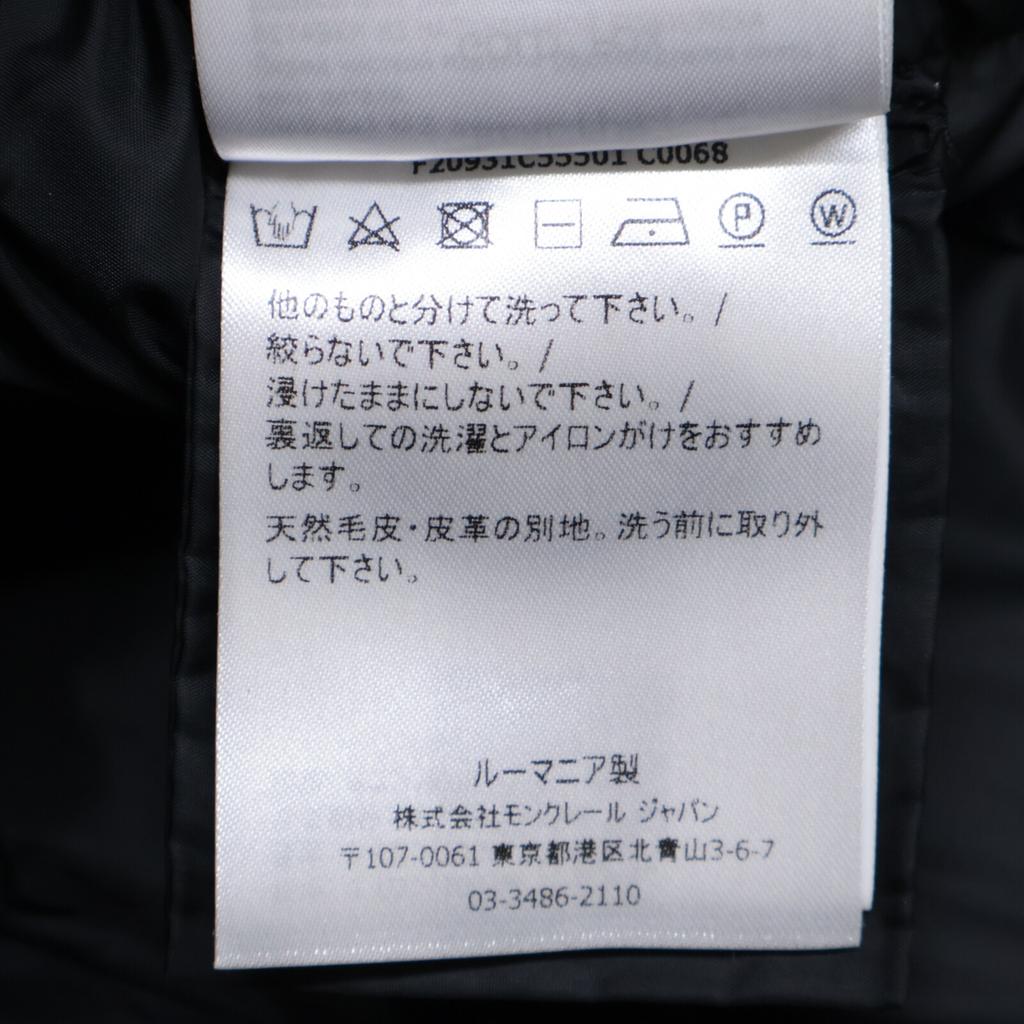 F20931C55501 C0068
P W
他のものと分けて洗って下さい。/
絞らないで下さい。/
浸けたままにしないで下さい。/
裏返しての洗濯とアイロンがけをおすすめ
します。
天然毛皮・皮革の別地。洗う前に取り外
して下さい。
ルーマニア製
株式会社モンクレール ジャパン
〒107-0061 東京都港区北青山3-6-7
03-3486-2110